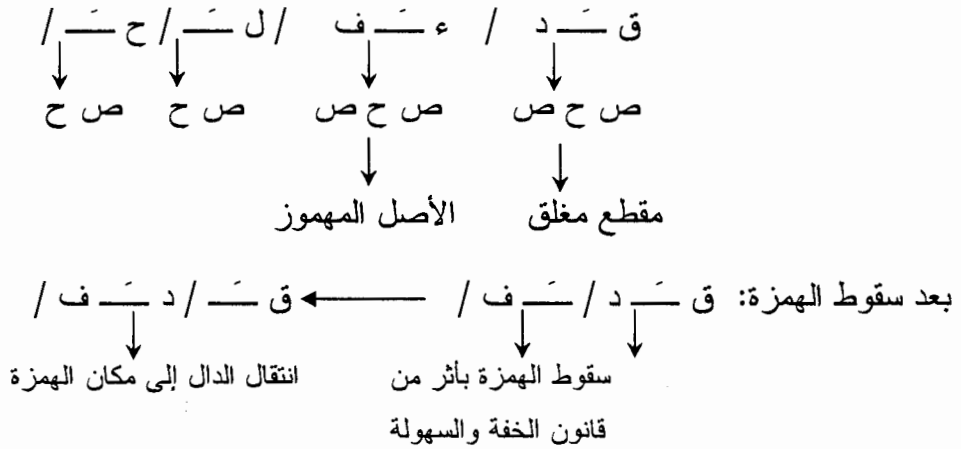 ق ـَـ د / ء ـَـ ف / ل ـَـ / ح ـَـ /
ص ح ص ص ح ص ص ح ص ح
مقطع مغلق الأصل المهموز
بعد سقوط الهمزة: ق ـَـ د / ـَـ ف / ق ـَـ / د ـَـ ف /
سقوط الهمزة بأثر من انتقال الدال إلى مكان الهمزة
قانون الخفة والسهولة